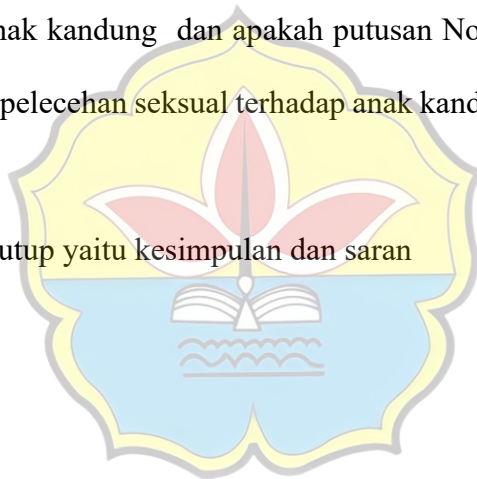 nak kandung dan apakah putusan No
pelecehan seksual terhadap anak kand
utup yaitu kesimpulan dan saran